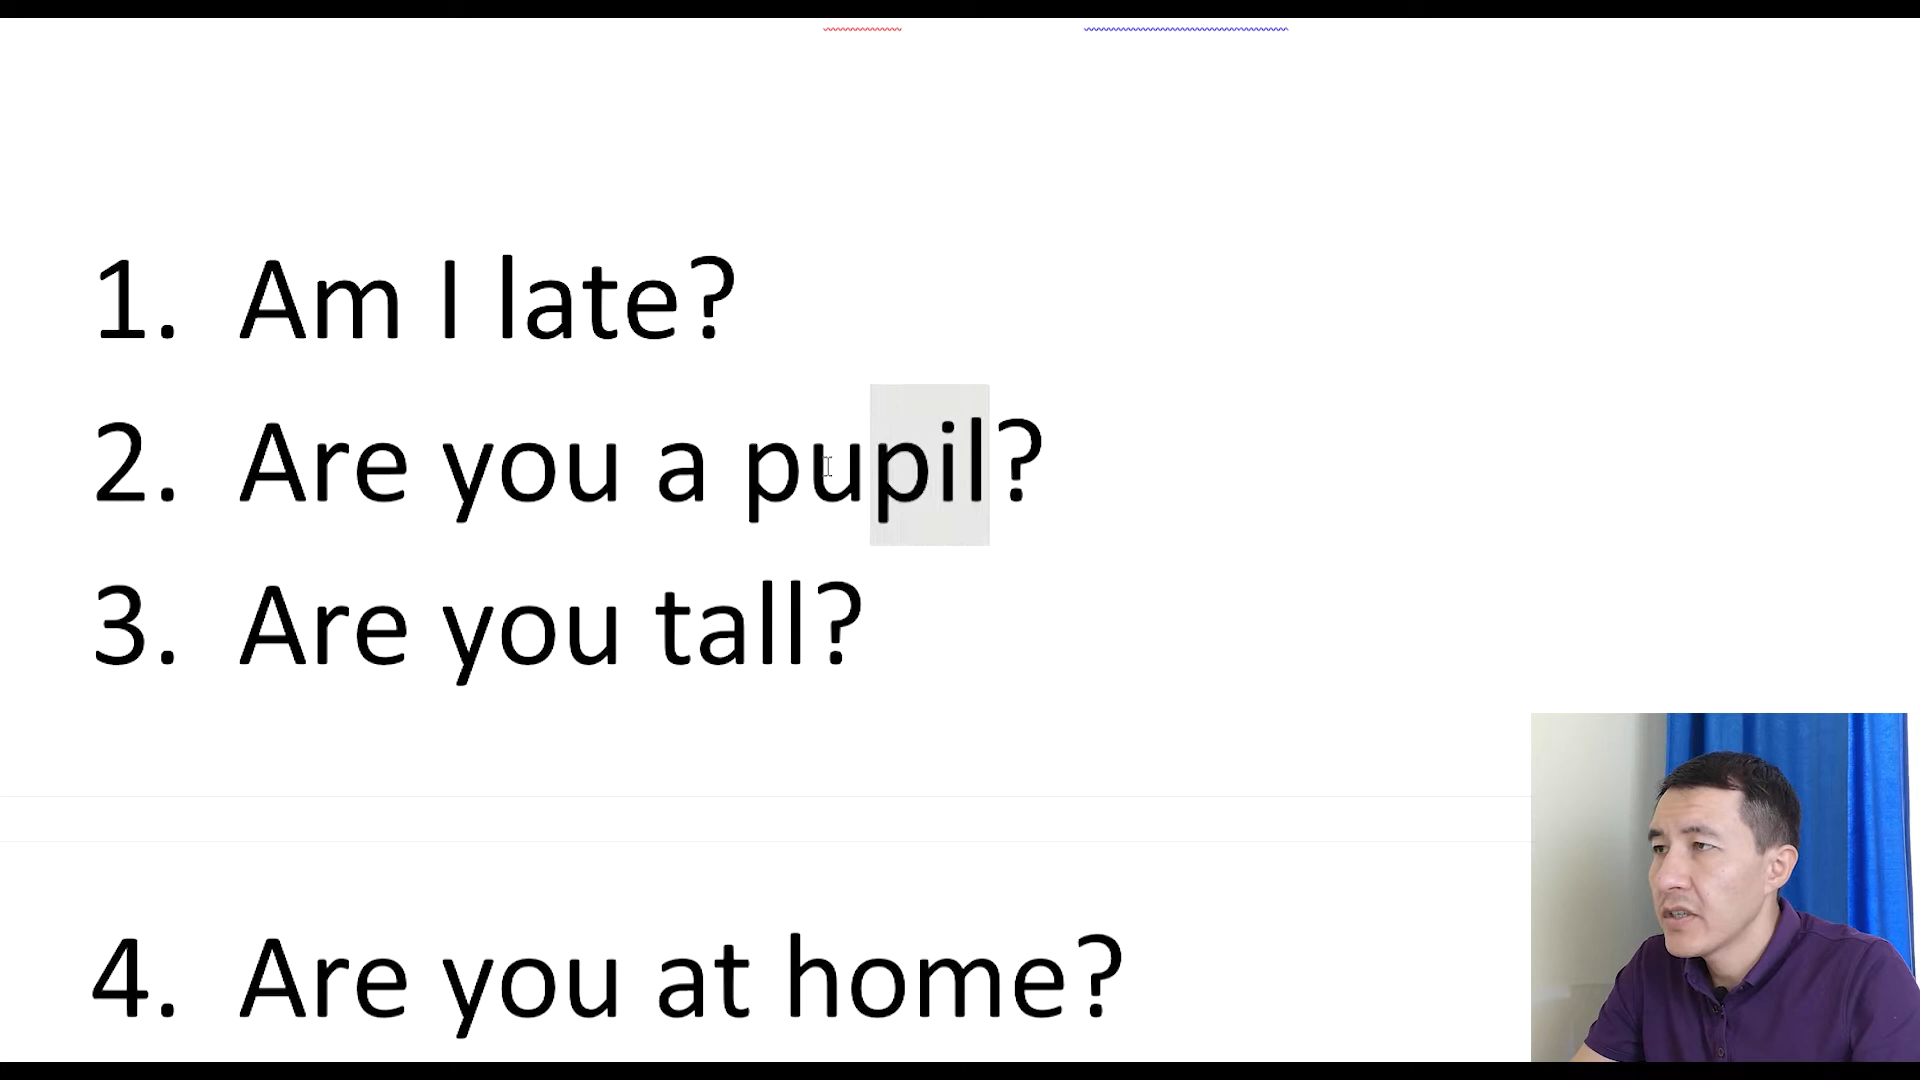 1. Am I late?
2. Are you a pupil?
3. Are you tall?
4. Are you at home?